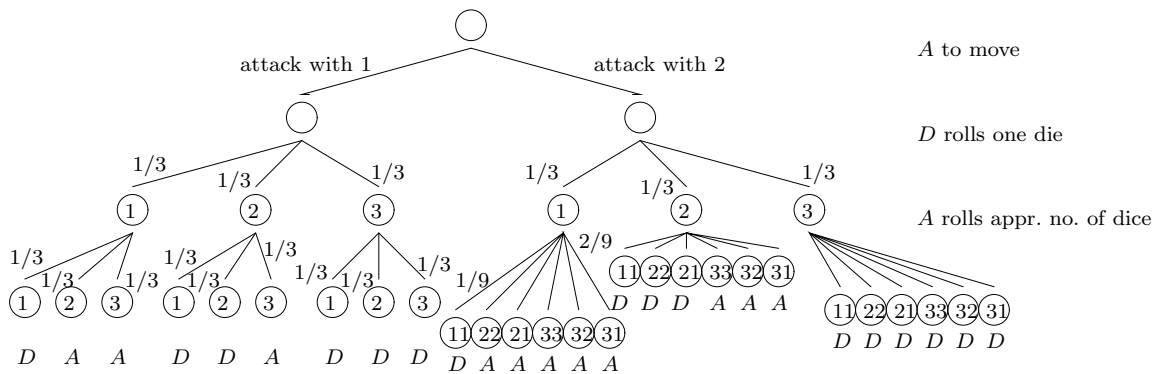 A to move
attack with 1 attack with 2
D rolls one die
1/3 1/3 1/3 1/3 1/3 1/3
1 2 3 1 2 3
A rolls appr. no. of dice
1/3 1/3 1/3 1/3 1/3 1/3 1/3 1/3 1/3 1/9 2/9
11 22 21 33 32 31
D D D A A A
1 2 3 1 2 3 1 2 3
11 22 21 33 32 31
D D D D D D
11 22 21 33 32 31
D A A D D A D D D
D A A A A A